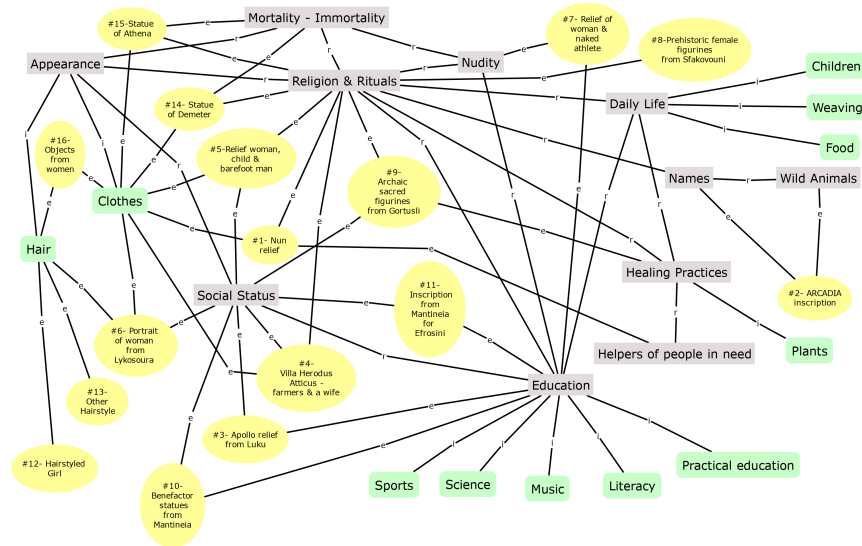 #15-Statue
of Athena
Mortality - Immortality
#7- Relief of
woman &
naked
athlete
#8-Prehistoric female
figurines
from Sfakovouni
Appearance
Nudity
Religion & Rituals
Children
#14- Statue
of Demeter
Daily Life
Weaving
#16-
Objects
from
women
#5-Relief woman,
child &
barefoot man
Food
#9-
Archaic
sacred
figurines
from Gortusli
Names
Wild Animals
Clothes
Hair
#1- Nun
relief
Healing Practices
#11-
Inscription
from
Mantineia
for
Efrosini
#2- ARCADIA
inscription
Social Status
#6- Portrait
of woman
from
Lykosoura
Helpers of people in need
Plants
#4-
Villa Herodus
Atticus -
farmers & a wife
Education
#13-
Other
Hairstyle
#3- Apollo relief
from Luku
#12- Hairstyled
Girl
#10-
Benefactor
statues
from
Mantineia
Sports
Science
Music
Literacy
Practical education
e
e
r
r
r
e
r
e
r
e
e
e
r
i
i
i
i
i
r
e
e
e
e
r
e
e
e
e
e
r
r
r
r
r
e
e
e
e
e
e
e
e
e
r
r
i
e
e
e
e
e
e
r
e
e
e
e
e
i
i
i
i
i